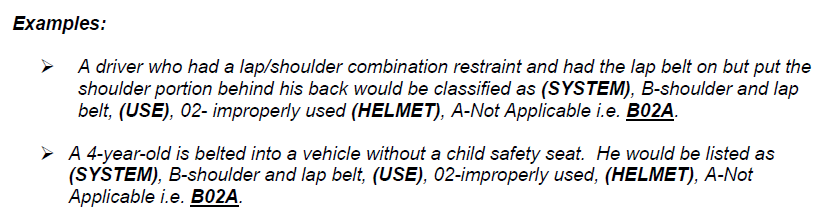 Examples:
➢ A driver who had a lap/shoulder combination restraint and had the lap belt on but put the
shoulder portion behind his back would be classified as (SYSTEM), B-shoulder and lap
belt, (USE), 02- improperly used (HELMET), A-Not Applicable i.e. B02A.
➢ A 4-year-old is belted into a vehicle without a child safety seat.  He would be listed as
(SYSTEM), B-shoulder and lap belt, (USE), 02-improperly used, (HELMET), A-Not
Applicable i.e. B02A.